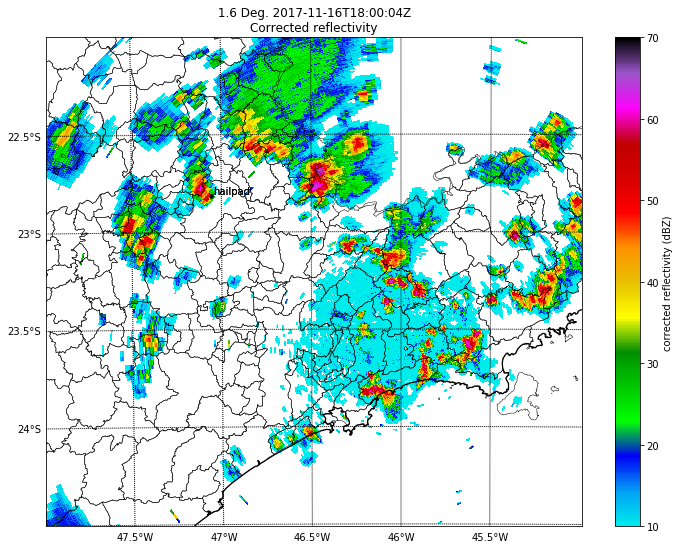 1.6 Deg. 2017-11-16T18:00:04Z
Corrected reflectivity
22.5°S
23°S
23.5°S
24°S
47.5°W
47°W
46.5°W
46°W
45.5°W
hailpad
70
60
50
40
30
20
10
corrected reflectivity (dBZ)